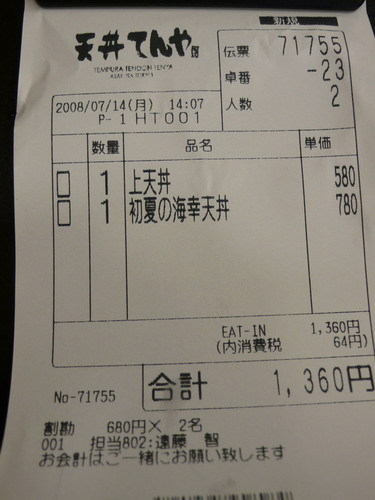 新規
天丼 てんや
TEMPURA TENDON TENYA
伝票 71755
卓番 -23
人数 2
2008/07/14(月) 14:07
P-1HT001
数量 品名 単価
1 上天丼 580
1 初夏の海幸天丼 780
EAT-IN 1,360円
(内消費税 64円)
No-71755
合計 1,360円
割勘 680円× 2名
001 担当802:遠藤 智
お会計はご一緒にお願い致します